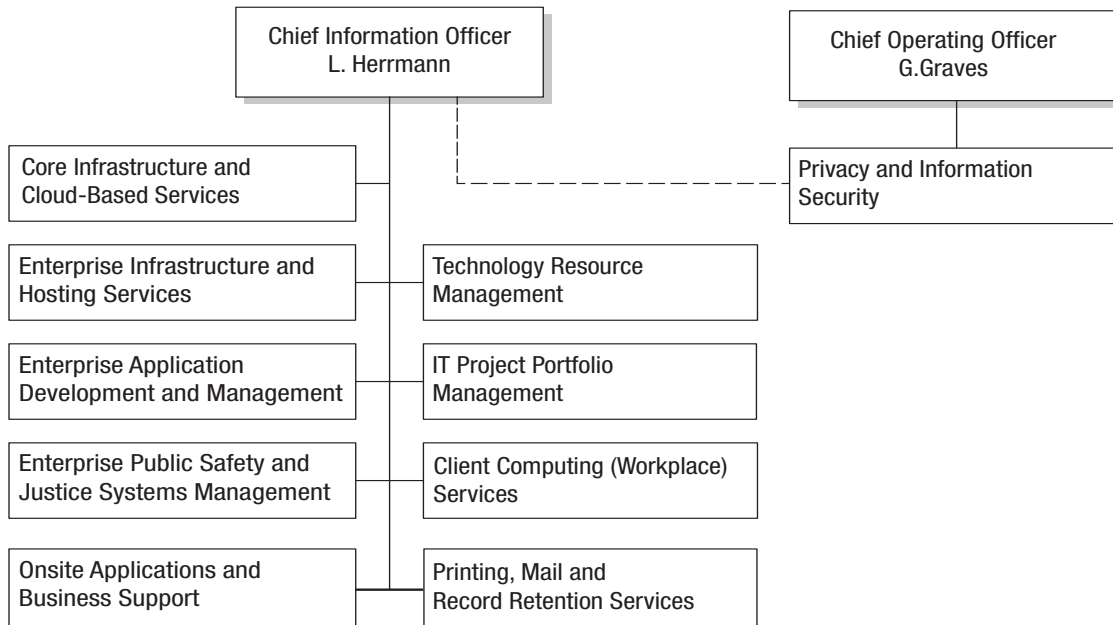 Chief Information Officer
L. Herrmann
Chief Operating Officer
G.Graves
Core Infrastructure and
Cloud-Based Services
Privacy and Information
Security
Enterprise Infrastructure and
Hosting Services
Technology Resource
Management
Enterprise Application
Development and Management
IT Project Portfolio
Management
Enterprise Public Safety and
Justice Systems Management
Client Computing (Workplace)
Services
Onsite Applications and
Business Support
Printing, Mail and
Record Retention Services